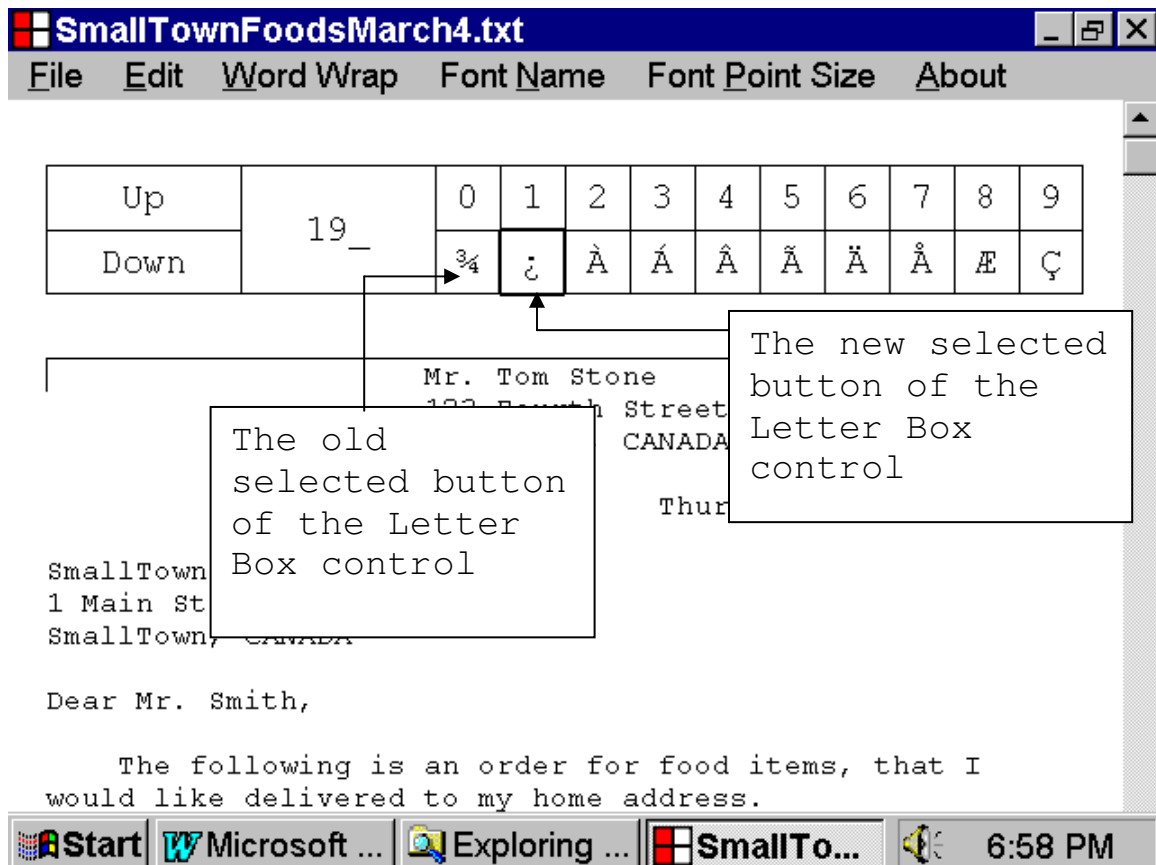 SmallTownFoodsMarch4.txt
File Edit Word Wrap Font Name Font Point Size About
Up 19_ 0 1 2 3 4 5 6 7 8 9
Down ¾ ¿ À Á Â Ã Ä Å Æ Ç
The new selected
button of the
Letter Box
control
Mr. Tom Stone
Street
CANADA
Thur
The old
selected button
of the Letter
Box control
SmallTown
1 Main St
SmallTown, CANADA
Dear Mr. Smith,
The following is an order for food items, that I
would like delivered to my home address.
Start Microsoft ... Exploring ... SmallTo... 6:58 PM